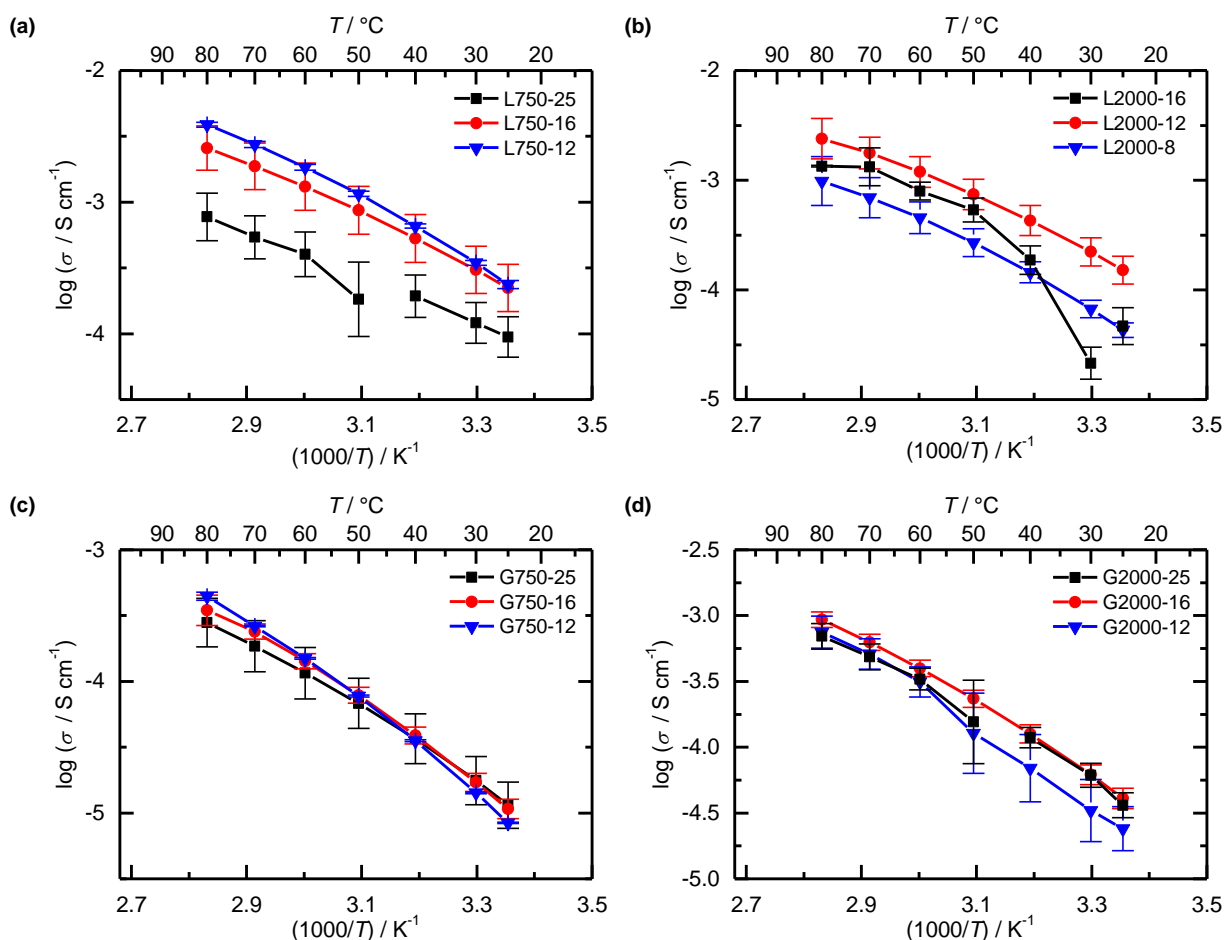 (a)
T / °C
90 80 70 60 50 40 30 20
-2
-3
-4
log (σ / S cm-1)
L750-25
L750-16
L750-12
2.7 2.9 3.1 3.3 3.5
(1000/T) / K-1
(b)
T / °C
90 80 70 60 50 40 30 20
-2
-3
-4
-5
log (σ / S cm-1)
L2000-16
L2000-12
L2000-8
2.7 2.9 3.1 3.3 3.5
(1000/T) / K-1
(c)
T / °C
90 80 70 60 50 40 30 20
-3
-4
-5
log (σ / S cm-1)
G750-25
G750-16
G750-12
2.7 2.9 3.1 3.3 3.5
(1000/T) / K-1
(d)
T / °C
90 80 70 60 50 40 30 20
-2.5
-3.0
-3.5
-4.0
-4.5
-5.0
log (σ / S cm-1)
G2000-25
G2000-16
G2000-12
2.7 2.9 3.1 3.3 3.5
(1000/T) / K-1